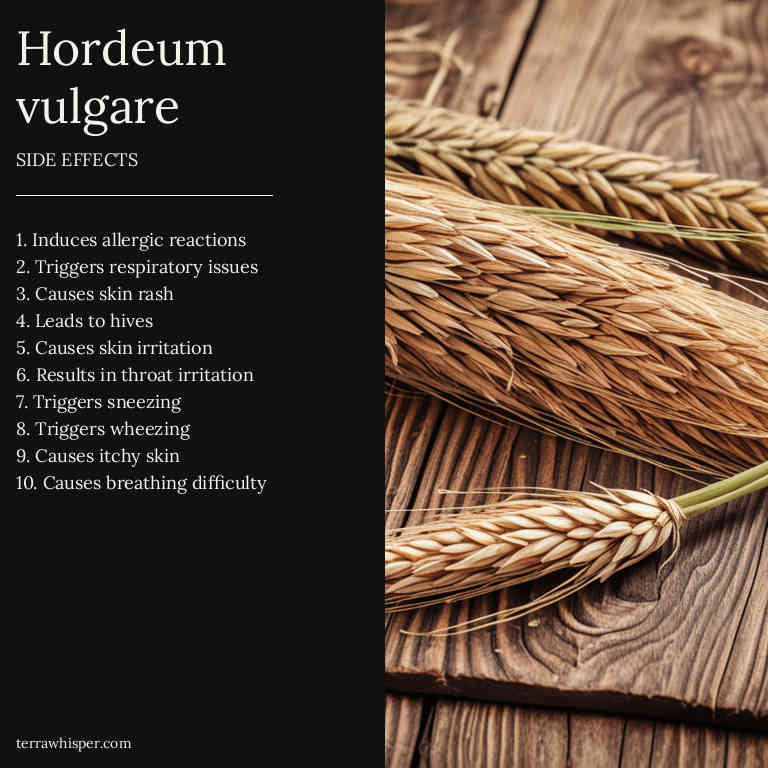 Hordeum
vulgare
SIDE EFFECTS
1. Induces allergic reactions
2. Triggers respiratory issues
3. Causes skin rash
4. Leads to hives
5. Causes skin irritation
6. Results in throat irritation
7. Triggers sneezing
8. Triggers wheezing
9. Causes itchy skin
10. Causes breathing difficulty
terrawhisper.com